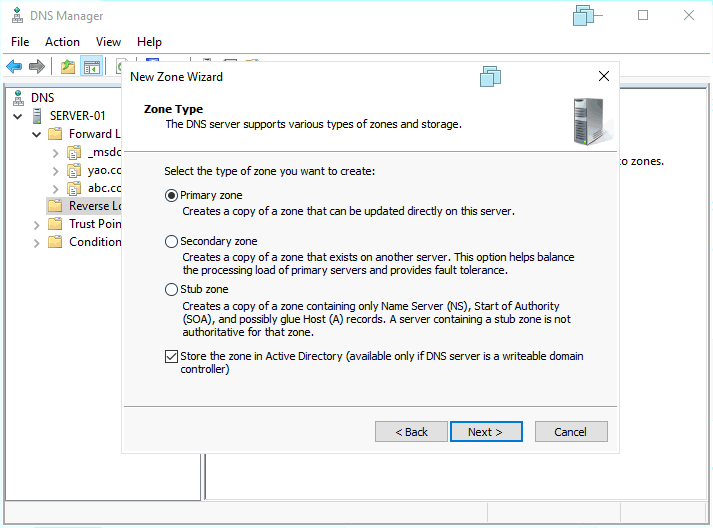 DNS Manager
File Action View Help
New Zone Wizard
DNS
SERVER-01
Forward L
_msdc
yao.co
abc.co
Reverse Lo
Trust Poin
Condition
Zone Type
The DNS server supports various types of zones and storage.
to zones.
Select the type of zone you want to create:
Primary zone
Creates a copy of a zone that can be updated directly on this server.
Secondary zone
Creates a copy of a zone that exists on another server. This option helps balance
the processing load of primary servers and provides fault tolerance.
Stub zone
Creates a copy of a zone containing only Name Server (NS), Start of Authority
(SOA), and possibly glue Host (A) records. A server containing a stub zone is not
authoritative for that zone.
Store the zone in Active Directory (available only if DNS server is a writeable domain
controller)
< Back Next > Cancel